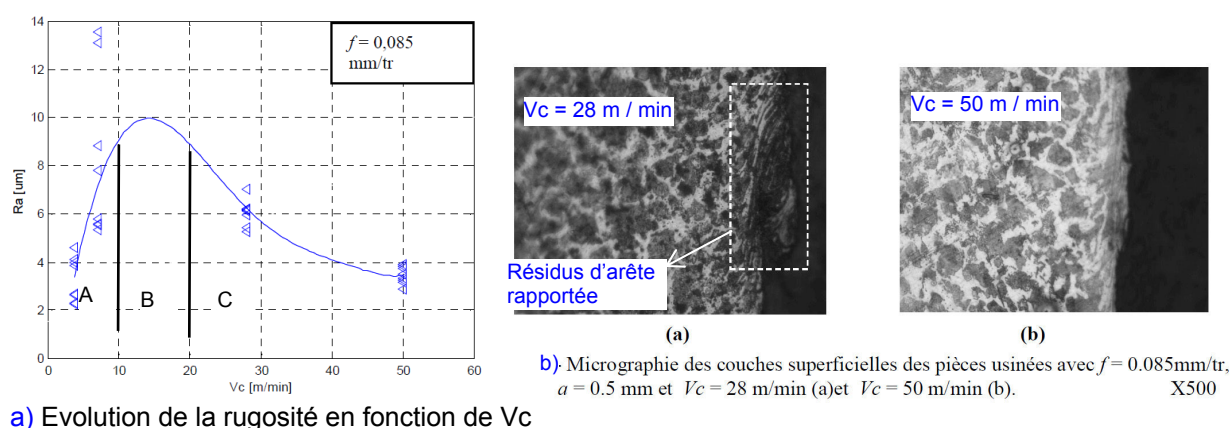 14
12
10
8
6
4
2
0
Ra [um]
f = 0,085
mm/tr
A
B
C
0 10 20 30 40 50 60
Vc [m/min]
a) Evolution de la rugosité en fonction de Vc
Vc = 28 m / min
Résidus d'arête
rapportée
(a)
Vc = 50 m / min
(b)
b). Micrographie des couches superficielles des pièces usinées avec f = 0.085mm/tr,
a = 0.5 mm et Vc = 28 m/min (a)et Vc = 50 m/min (b). X500